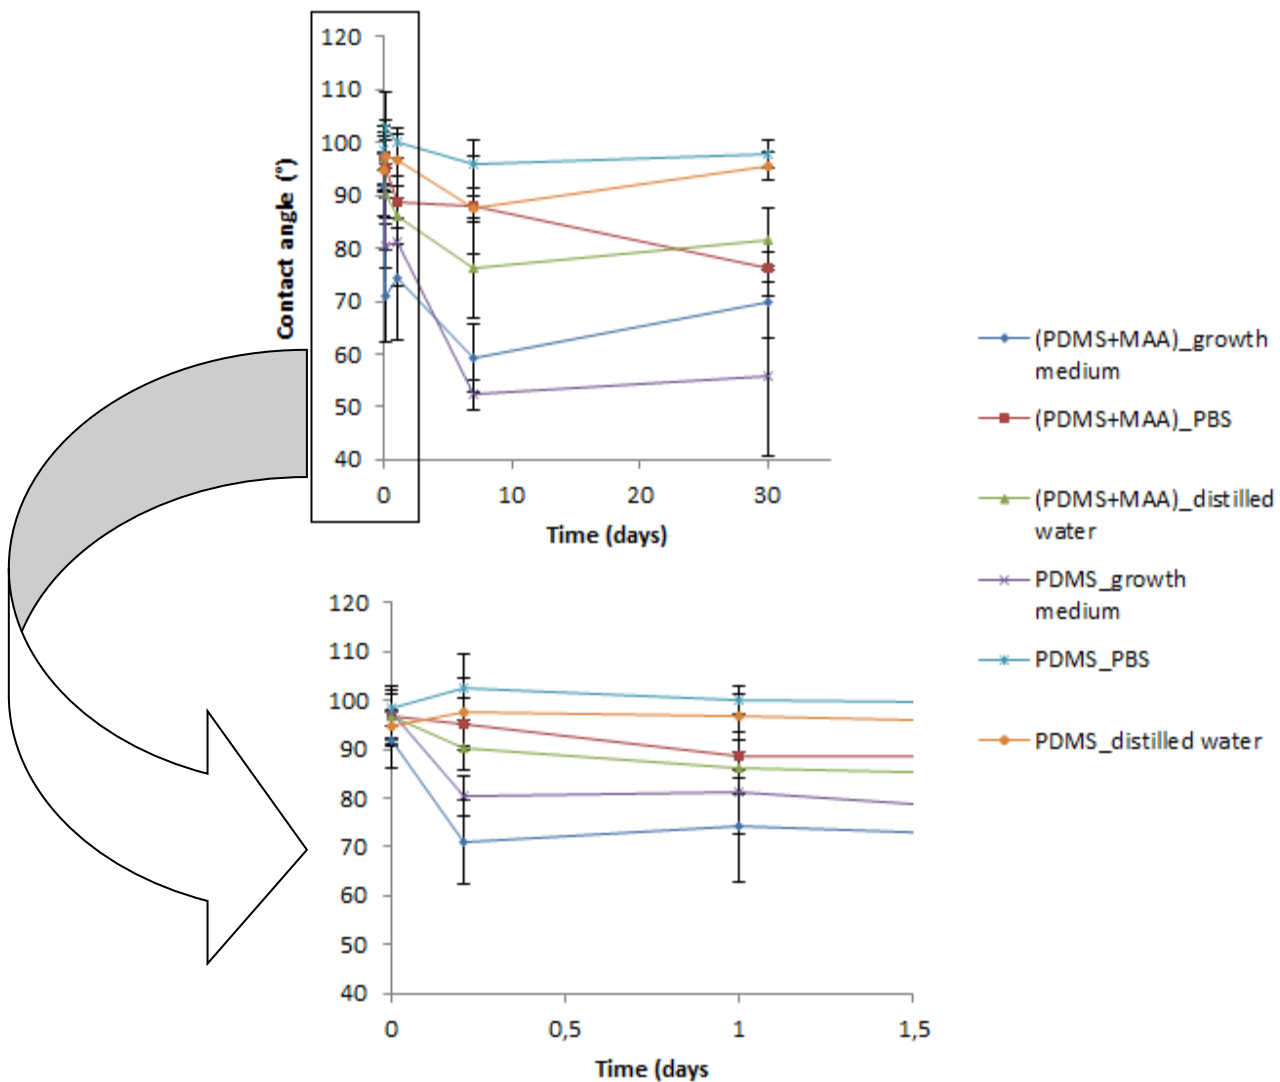 120
110
100
90
80
70
60
50
40
Contact angle (°)
0 10 20 30
Time (days)
(PDMS+MAA)_growth
medium
(PDMS+MAA)_PBS
(PDMS+MAA)_distilled
water
PDMS_growth
medium
PDMS_PBS
PDMS_distilled water
120
110
100
90
80
70
60
50
40
0 0,5 1 1,5
Time (days